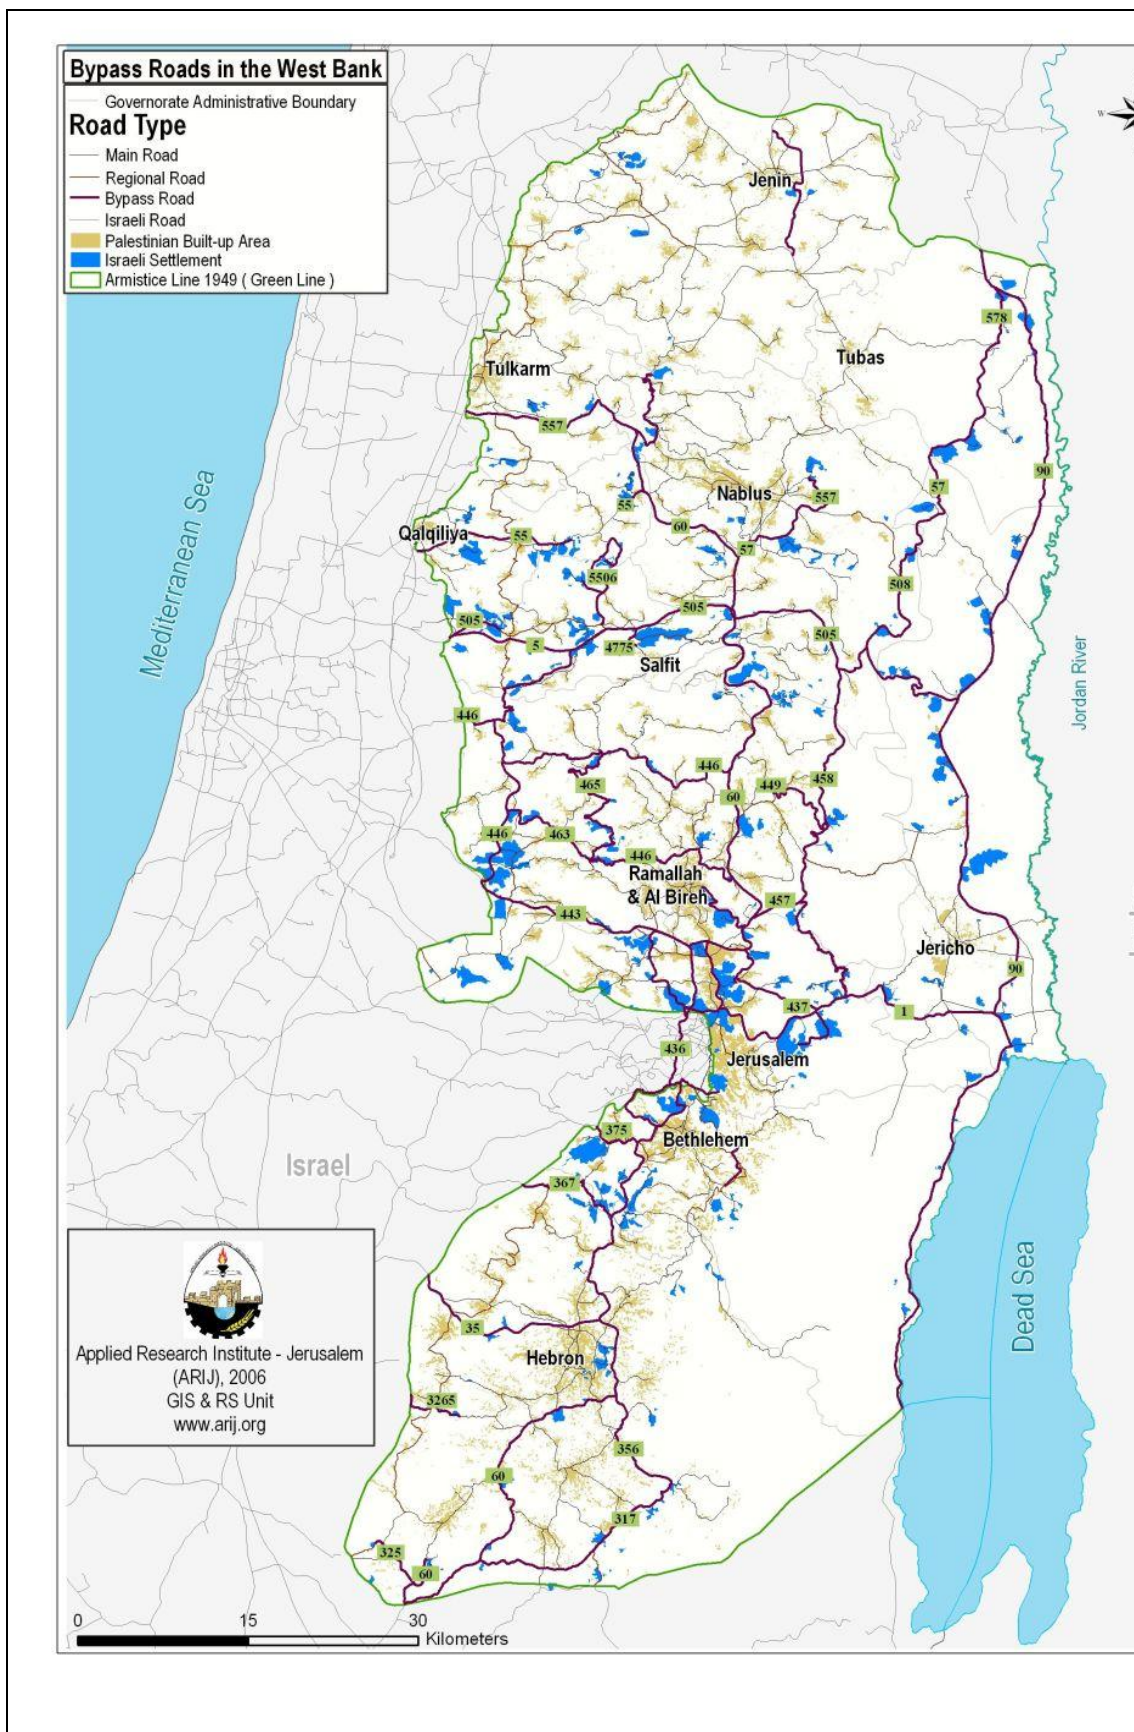 Bypass Roads in the West Bank
Governorate Administrative Boundary
Road Type
Main Road
Regional Road
Bypass Road
Israeli Road
Palestinian Built-up Area
Israeli Settlement
Armistice Line 1949 ( Green Line )
W
Jenin
578
Tubas
Tulkarm
557
90
Mediterranean Sea
Nablus
57
557
55
60
Qalqiliya
55
57
5506
508
505
505
505
5
4775
Salfit
Jordan River
446
446
465
60
449
458
446
463
446
Ramallah
& Al Bireh
457
443
Jericho
90
437
1
436
Jerusalem
375
Bethlehem
Israel
367
Dead Sea
35
Hebron
Applied Research Institute - Jerusalem
(ARIJ), 2006
GIS & RS Unit
www.arij.org
3265
356
60
317
325
60
0
15
30
Kilometers